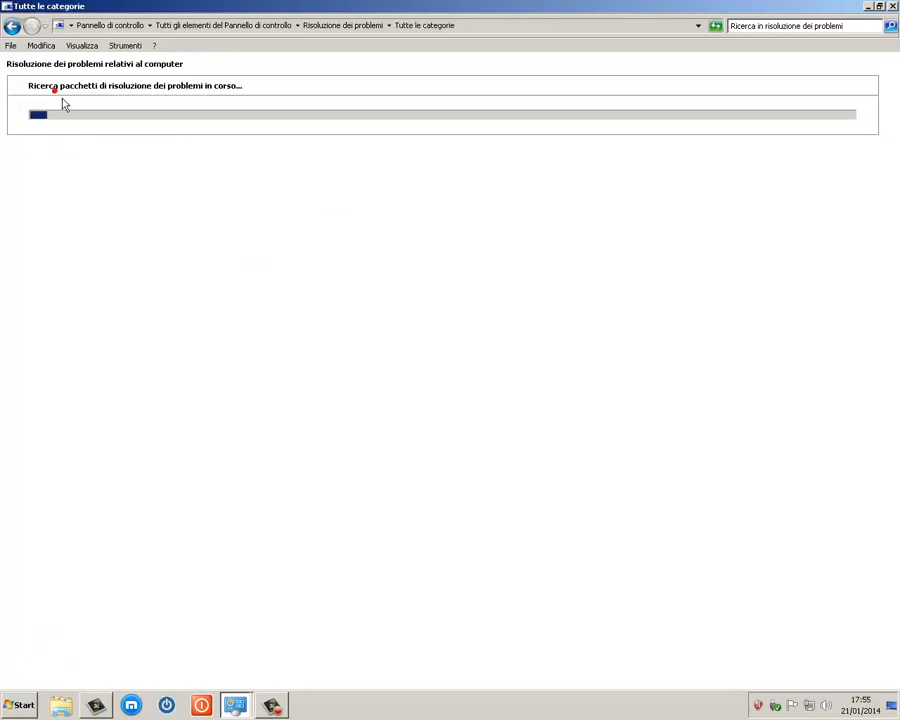 Tutte le categorie
Pannello di controllo Tutti gli elementi del Pannello di controllo Risoluzione dei problemi Tutte le categorie Ricerca in risoluzione dei problemi
File Modifica Visualizza Strumenti ?
Risoluzione dei problemi relativi al computer
Ricerca pacchetti di risoluzione dei problemi in corso...
Start 17:55
21/01/2014